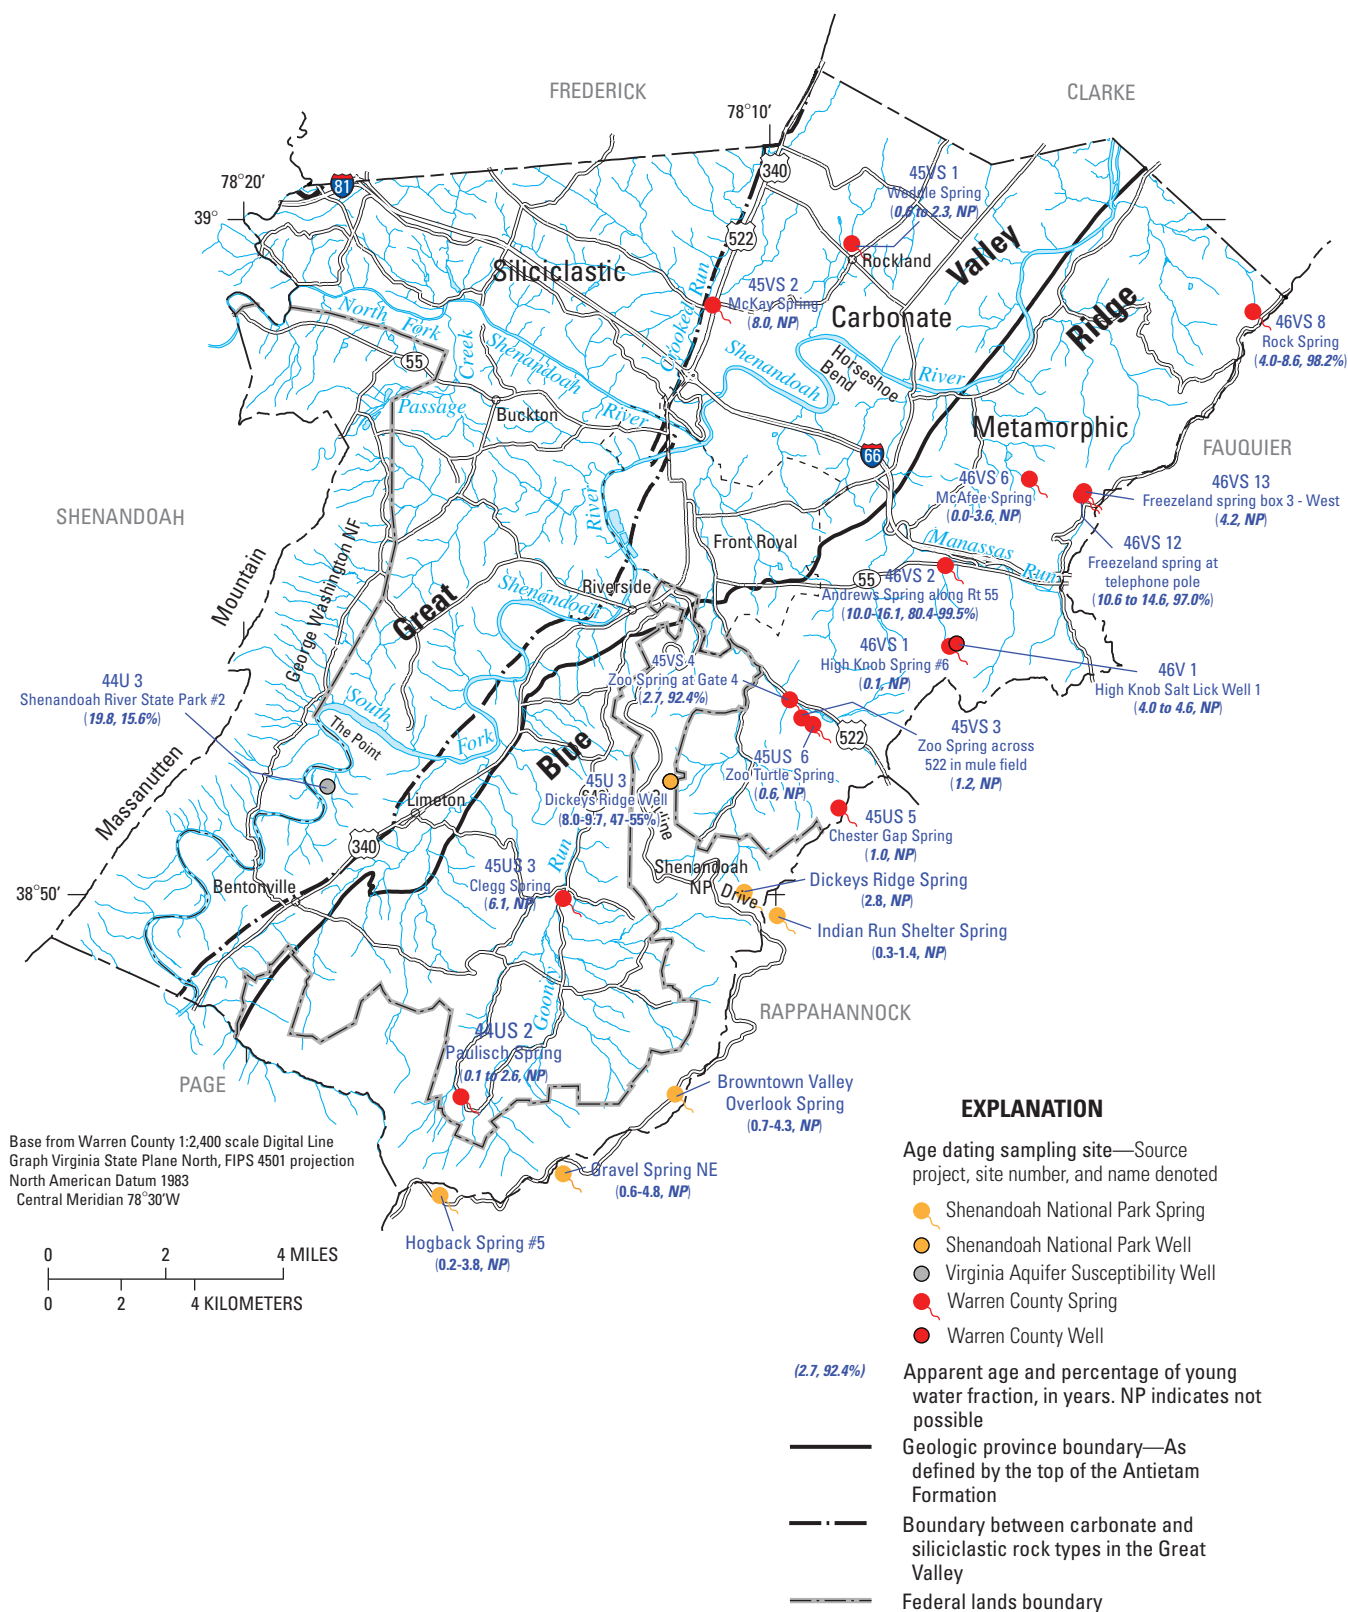 FREDERICK
CLARKE
78°10'
78°20'
39°
81
340
522
45VS 1
Weddle Spring
(0.6 to 2.3, NP)
Rockland
Siliciclastic
Valley
Crooked Run
45VS 2
McKay Spring
(8.0, NP)
Carbonate
Ridge
46VS 8
Rock Spring
(4.0-8.6, 98.2%)
North Fork
Shenandoah
River
55
Creek
Passage
Buckton
Shenandoah
Horseshoe
Bend
River
Metamorphic
66
FAUQUIER
46VS 6
McAfee Spring
(0.0-3.6, NP)
46VS 13
Freezeland spring box 3 - West
(4.2, NP)
SHENANDOAH
River
Front Royal
Manassas
Run
46VS 12
Freezeland spring at
telephone pole
(10.6 to 14.6, 97.0%)
55
46VS 2
Andrews Spring along Rt 55
(10.0-16.1, 80.4-99.5%)
Mountain
George Washington NF
Great
Shenandoah
Riverside
46VS 1
High Knob Spring #6
(0.1, NP)
46V 1
High Knob Salt Lick Well 1
(4.0 to 4.6, NP)
45VS 4
Zoo Spring at Gate 4
(2.7, 92.4%)
44U 3
Shenandoah River State Park #2
(19.8, 15.6%)
South
Fork
The Point
522
45VS 3
Zoo Spring across
522 in mule field
(1.2, NP)
Blue
45US 6
Zoo Turtle Spring
(0.6, NP)
45U 3
Dickeys Ridge Well
(8.0-9.7, 47-55%)
Massanutten
Limeton
340
45US 5
Chester Gap Spring
(1.0, NP)
Run
45US 3
Clegg Spring
(6.1, NP)
Shenandoah
NP
Drive
Dickeys Ridge Spring
(2.8, NP)
38°50'
Bentonville
Indian Run Shelter Spring
(0.3-1.4, NP)
Gooney
RAPPAHANNOCK
44US 2
Paulisch Spring
(0.1 to 2.6, NP)
PAGE
Browntown Valley
Overlook Spring
(0.7-4.3, NP)
Gravel Spring NE
(0.6-4.8, NP)
Hogback Spring #5
(0.2-3.8, NP)
Base from Warren County 1:2,400 scale Digital Line
Graph Virginia State Plane North, FIPS 4501 projection
North American Datum 1983
Central Meridian 78°30'W
0 2 4 MILES
0 2 4 KILOMETERS
EXPLANATION
Age dating sampling site—Source
project, site number, and name denoted
Shenandoah National Park Spring
Shenandoah National Park Well
Virginia Aquifer Susceptibility Well
Warren County Spring
Warren County Well
(2.7, 92.4%) Apparent age and percentage of young
water fraction, in years. NP indicates not
possible
Geologic province boundary—As
defined by the top of the Antietam
Formation
Boundary between carbonate and
siliciclastic rock types in the Great
Valley
Federal lands boundary